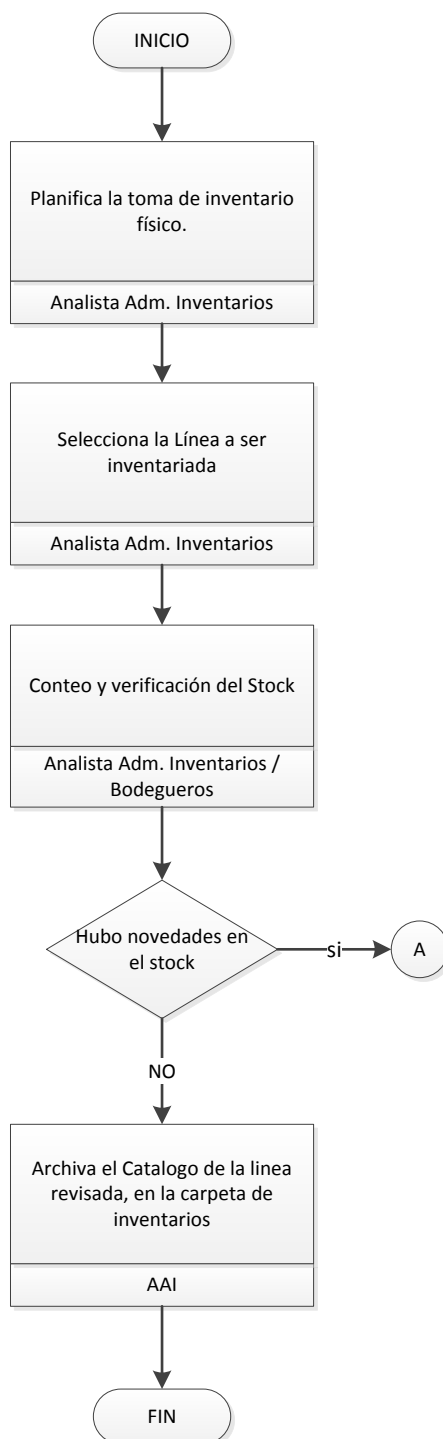 INICIO
Planifica la toma de inventario
físico.
Analista Adm. Inventarios
Selecciona la Línea a ser
inventariada
Analista Adm. Inventarios
Conteo y verificación del Stock
Analista Adm. Inventarios /
Bodegueros
Hubo novedades en
el stock
si
A
NO
Archiva el Catalogo de la linea
revisada, en la carpeta de
inventarios
AAI
FIN